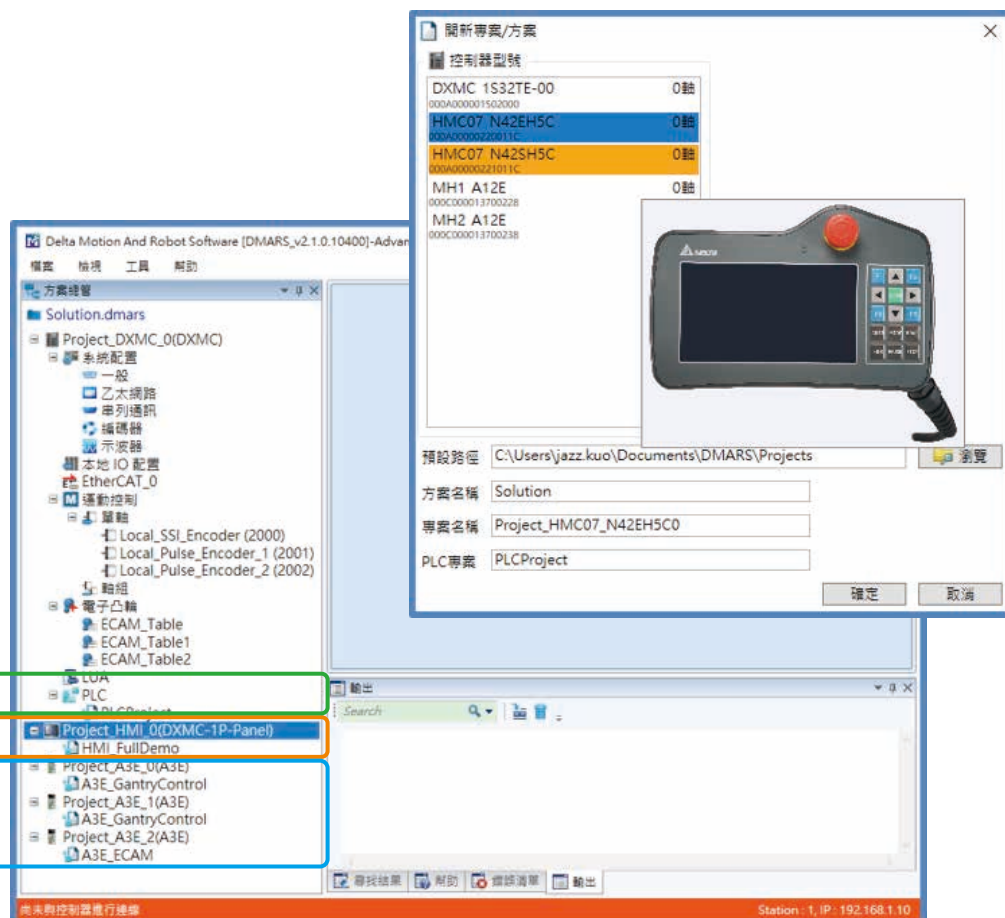 開新專案/方案
控制器型號
DXMC 1S32TE-00 0軸
000A000001502000
HMC07 N42EH5C 0軸
000A00000220011C
HMC07 N42SH5C 0軸
000A00000221011C
MH1 A12E 0軸
000C000013700228
MH2 A12E
000C000013700238
預設路徑 C:\Users\jazz.kuo\Documents\DMARS\Projects 瀏覽
方案名稱 Solution
專案名稱 Project_HMC07_N42EH5C0
PLC專案 PLCProject
確定 取消
Delta Motion And Robot Software [DMARS_v2.1.0.10400]-Advan
檔案 檢視 工具 幫助
方案總管
Solution.dmars
Project_DXMC_0(DXMC)
系統配置
一般
乙太網路
串列通訊
編碼器
示波器
本地 IO 配置
EtherCAT_0
運動控制
單軸
Local_SSI_Encoder (2000)
Local_Pulse_Encoder_1 (2001)
Local_Pulse_Encoder_2 (2002)
軸組
電子凸輪
ECAM_Table
ECAM_Table1
ECAM_Table2
LUA
PLC
PLCProject
Project_HMI_0(DXMC-1P-Panel)
HMI_FullDemo
Project_A3E_0(A3E)
A3E_GantryControl
Project_A3E_1(A3E)
A3E_GantryControl
Project_A3E_2(A3E)
A3E_ECAM
輸出
Search
尋找結果 幫助 錯誤清單 輸出
尚未與控制器進行連線 Station : 1, IP : 192.168.1.10